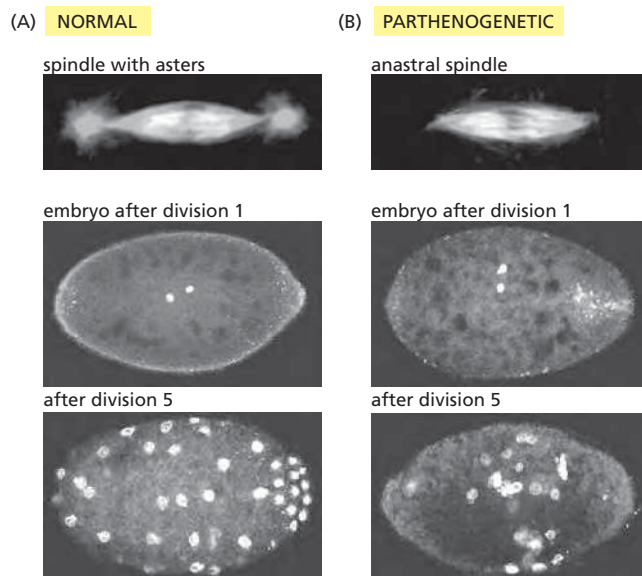 (A) NORMAL
spindle with asters
embryo after division 1
after division 5
(B) PARTHENOGENETIC
anastral spindle
embryo after division 1
after division 5